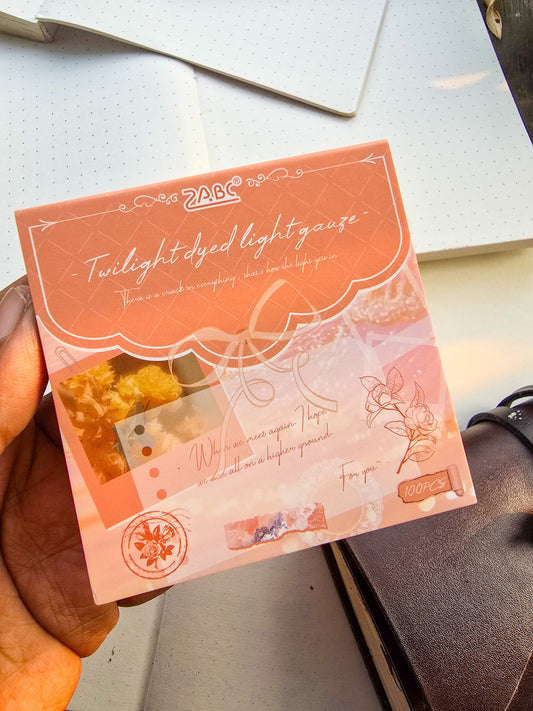 ZABC®
- Twilight dyed light gauze -
There is a crack in everything, that's how the light gets in
When we meet again I hope
we are all on a higher ground
For you
100PCS